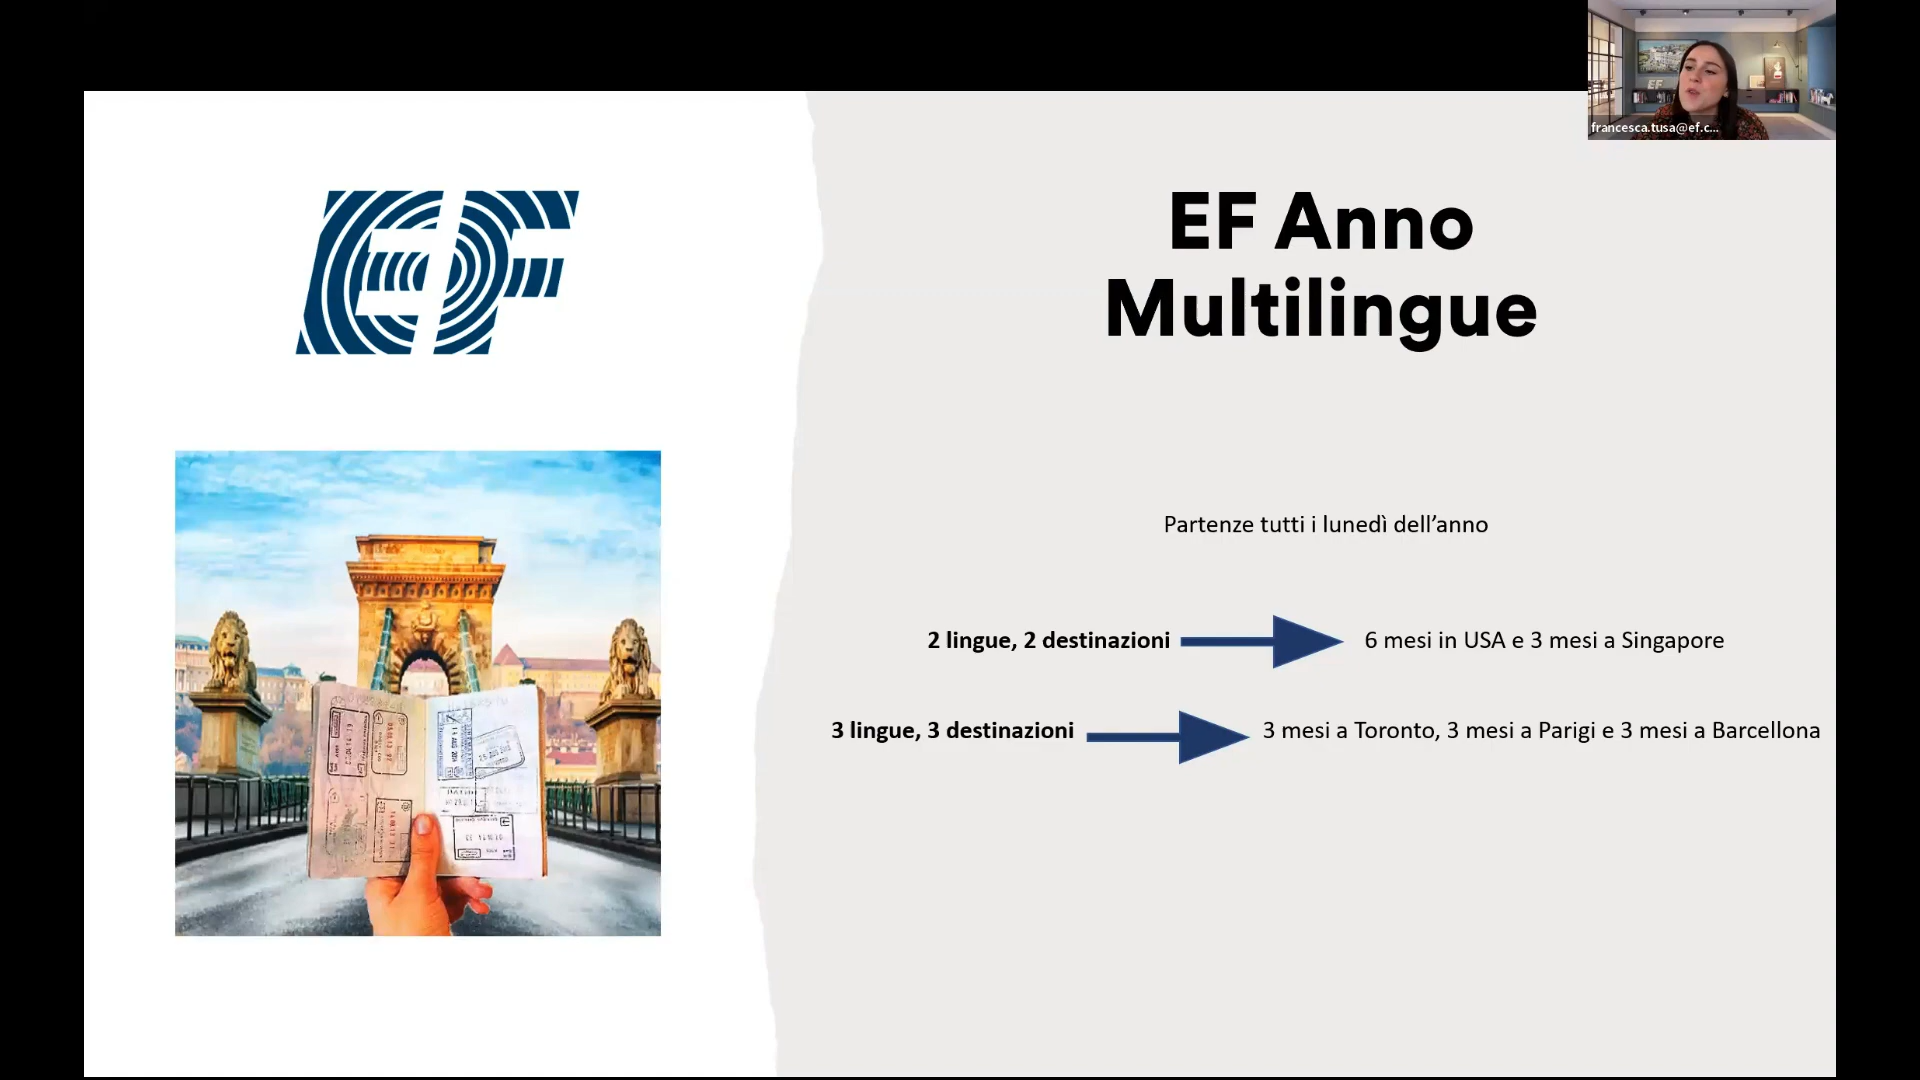 francesca.tusa@ef.c...
EF
EF Anno
Multilingue
Partenze tutti i lunedì dell’anno
2 lingue, 2 destinazioni
6 mesi in USA e 3 mesi a Singapore
3 lingue, 3 destinazioni
3 mesi a Toronto, 3 mesi a Parigi e 3 mesi a Barcellona